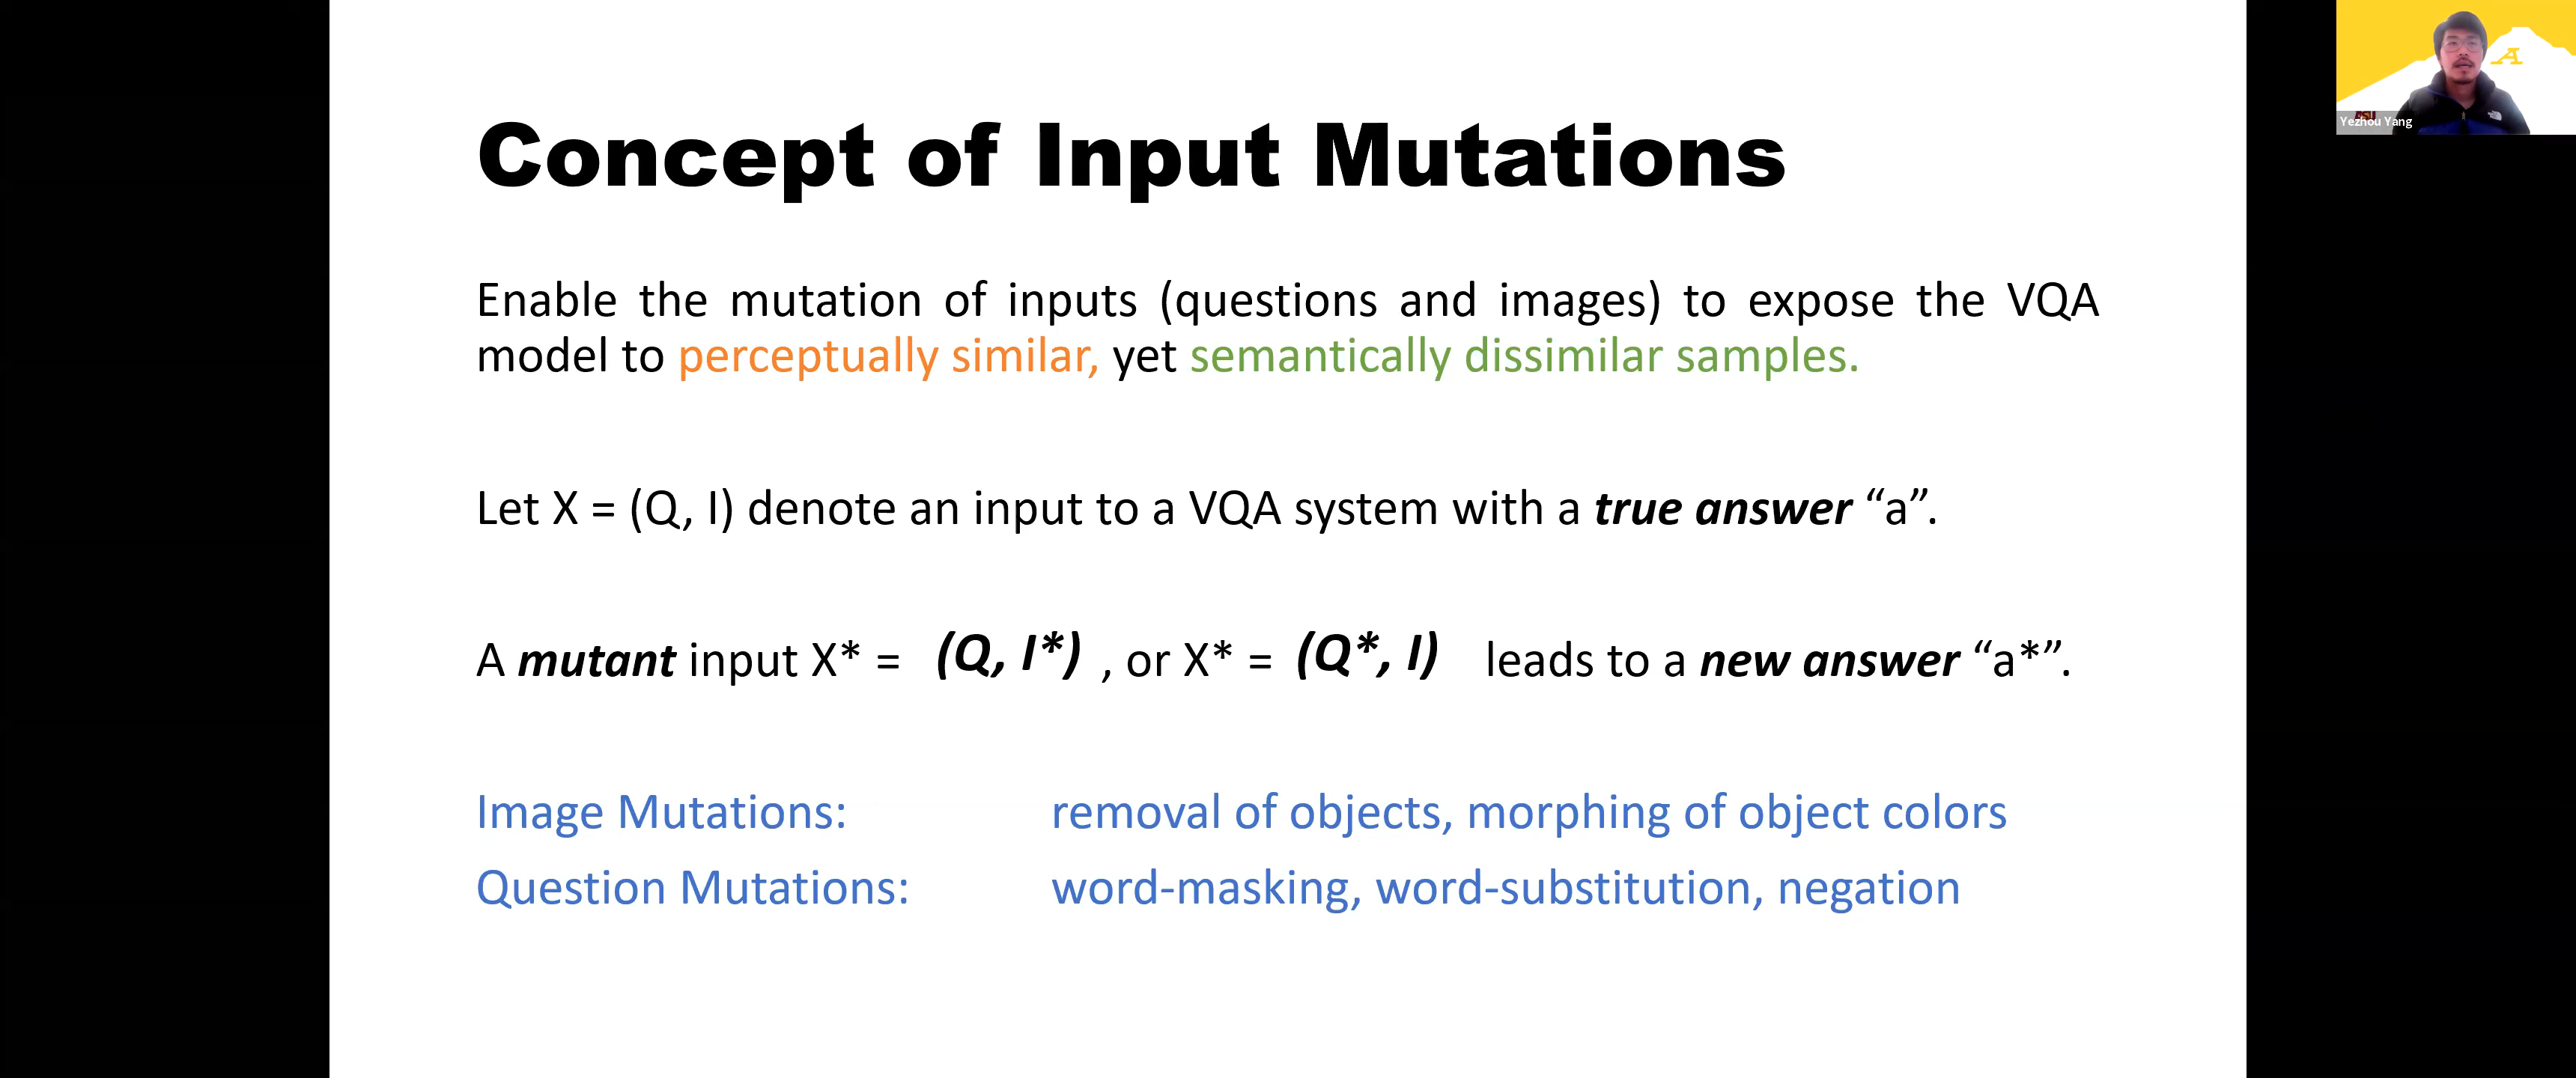 Concept of Input Mutations
Enable the mutation of inputs (questions and images) to expose the VQA
model to perceptually similar, yet semantically dissimilar samples.
Let X = (Q, I) denote an input to a VQA system with a true answer “a”.
A mutant input X* = (Q, I*) , or X* = (Q*, I) leads to a new answer “a*”.
Image Mutations: removal of objects, morphing of object colors
Question Mutations: word-masking, word-substitution, negation
A
Yezhou Yang